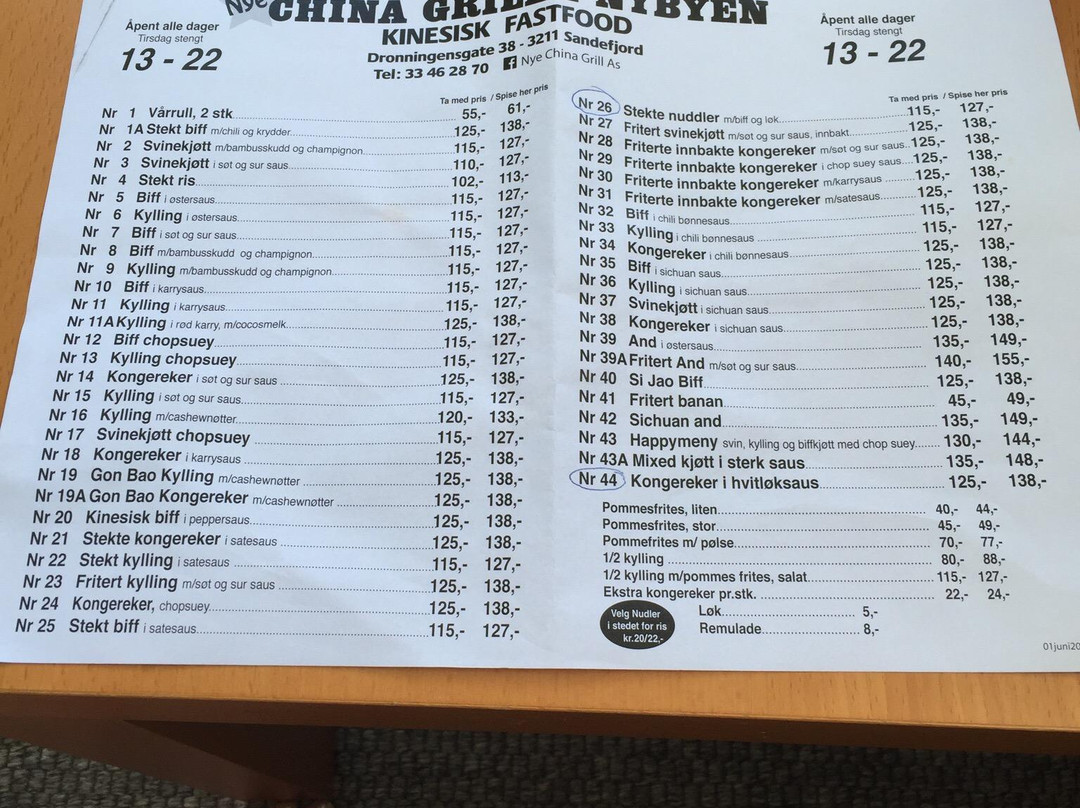 Åpent alle dager
Tirsdag stengt
13 - 22
Nye CHINA GRILL NYBYEN
KINESISK FASTFOOD
Dronningensgate 38 - 3211 Sandefjord
Tel: 33 46 28 70 Nye China Grill As
Åpent alle dager
Tirsdag stengt
13 - 22
Ta med pris / Spise her pris
Nr 1 Vårrull, 2 stk 55,- 61,-
Nr 1A Stekt biff m/chili og krydder 125,- 138,-
Nr 2 Svinekjøtt m/bambusskudd og champignon 115,- 127,-
Nr 3 Svinekjøtt i søt og sur saus 110,- 127,-
Nr 4 Stekt ris 102,- 113,-
Nr 5 Biff i østersaus 115,- 127,-
Nr 6 Kylling i østersaus 115,- 127,-
Nr 7 Biff i søt og sur saus 115,- 127,-
Nr 8 Biff m/bambusskudd og champignon 115,- 127,-
Nr 9 Kylling m/bambusskudd og champignon 115,- 127,-
Nr 10 Biff i karrysaus 115,- 127,-
Nr 11 Kylling i karrysaus 115,- 127,-
Nr 11A Kylling i rød karry, m/cocosmelk 125,- 138,-
Nr 12 Biff chopsuey 115,- 127,-
Nr 13 Kylling chopsuey 115,- 127,-
Nr 14 Kongereker i søt og sur saus 125,- 138,-
Nr 15 Kylling i søt og sur saus 115,- 127,-
Nr 16 Kylling m/cashewnøtter 120,- 133,-
Nr 17 Svinekjøtt chopsuey 115,- 127,-
Nr 18 Kongereker i karrysaus 125,- 138,-
Nr 19 Gon Bao Kylling m/cashewnøtter 125,- 138,-
Nr 19A Gon Bao Kongereker m/cashewnøtter 125,- 138,-
Nr 20 Kinesisk biff i peppersaus 125,- 138,-
Nr 21 Stekte kongereker i satesaus 125,- 138,-
Nr 22 Stekt kylling i satesaus 115,- 127,-
Nr 23 Fritert kylling m/søt og sur saus 125,- 138,-
Nr 24 Kongereker, chopsuey 125,- 138,-
Nr 25 Stekt biff i satesaus 115,- 127,-
Ta med pris / Spise her pris
Nr 26 Stekte nuddler m/biff og løk 115,- 127,-
Nr 27 Fritert svinekjøtt m/søt og sur saus, innbakt 125,- 138,-
Nr 28 Friterte innbakte kongereker m/søt og sur saus 125,- 138,-
Nr 29 Friterte innbakte kongereker i chop suey saus 125,- 138,-
Nr 30 Friterte innbakte kongereker m/karrysaus 125,- 138,-
Nr 31 Friterte innbakte kongereker m/satesaus 125,- 138,-
Nr 32 Biff i chili bønnesaus 115,- 127,-
Nr 33 Kylling i chili bønnesaus 115,- 127,-
Nr 34 Kongereker i chili bønnesaus 125,- 138,-
Nr 35 Biff i sichuan saus 125,- 138,-
Nr 36 Kylling i sichuan saus 125,- 138,-
Nr 37 Svinekjøtt i sichuan saus 125,- 138,-
Nr 38 Kongereker i sichuan saus 125,- 138,-
Nr 39 And i østersaus 135,- 149,-
Nr 39A Fritert And m/søt og sur saus 140,- 155,-
Nr 40 Si Jao Biff 125,- 138,-
Nr 41 Fritert banan 45,- 49,-
Nr 42 Sichuan and 135,- 149,-
Nr 43 Happymeny svin, kylling og biffkjøtt med chop suey 130,- 144,-
Nr 43A Mixed kjøtt i sterk saus 135,- 148,-
Nr 44 Kongereker i hvitløksaus 125,- 138,-
Pommesfrites, liten 40,- 44,-
Pommesfrites, stor 45,- 49,-
Pommefrites m/ pølse 70,- 77,-
1/2 kylling 80,- 88,-
1/2 kylling m/pommes frites, salat 115,- 127,-
Ekstra kongereker pr.stk. 22,- 24,-
Velg Nudler
i stedet for ris
kr.20/22,-
Løk 5,-
Remulade 8,-
01juni20